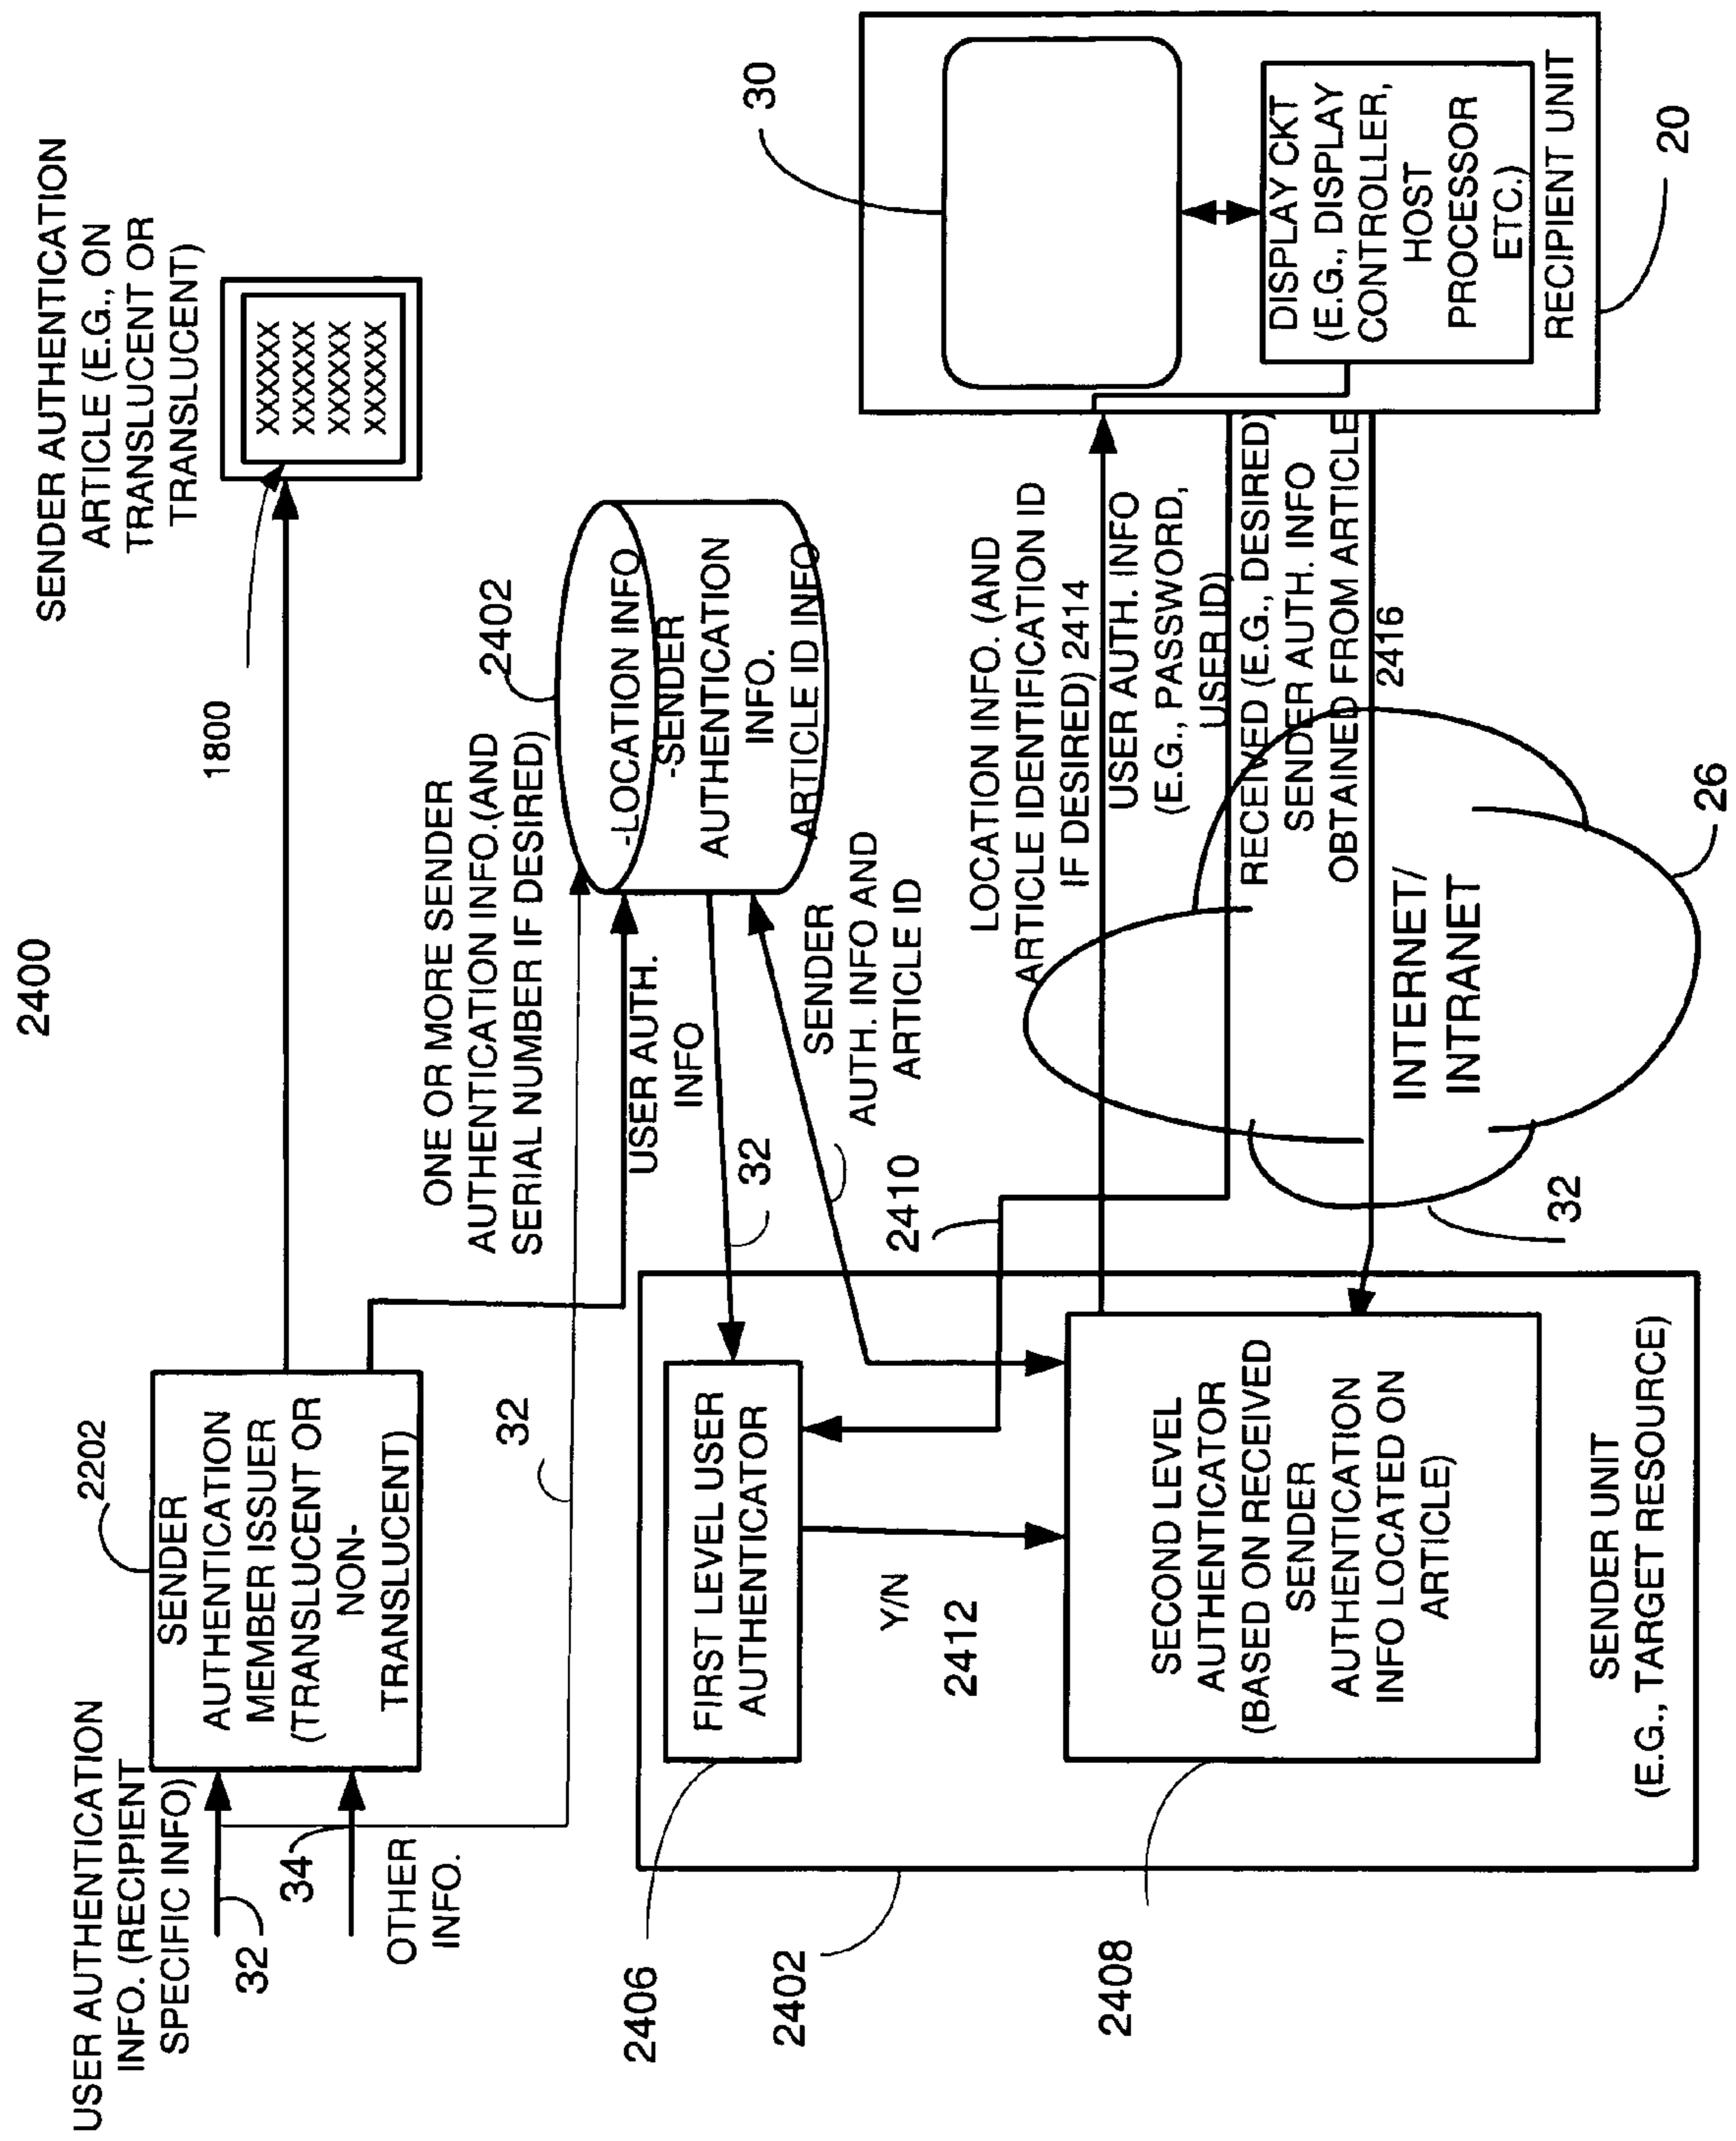 2400
SENDER AUTHENTICATION
ARTICLE (E.G., ON
TRANSLUCENT OR
TRANSLUCENT)
1800
XXXXXX
XXXXXX
XXXXXX
XXXXXX
USER AUTHENTICATION
INFO. (RECIPIENT
SPECIFIC INFO)
32
34
OTHER
INFO.
2202
SENDER
AUTHENTICATION
MEMBER ISSUER
(TRANSLUCENT OR
NON-
TRANSLUCENT)
ONE OR MORE SENDER
AUTHENTICATION INFO.(AND
SERIAL NUMBER IF DESIRED)
32
USER AUTH.
INFO
2402
-LOCATION INFO
-SENDER
AUTHENTICATION
INFO.
ARTICLE ID INFO
32
SENDER
AUTH. INFO AND
ARTICLE ID
2410
2406
FIRST LEVEL USER
AUTHENTICATOR
2402
Y/N
2412
2408
SECOND LEVEL
AUTHENTICATOR
(BASED ON RECEIVED
SENDER
AUTHENTICATION
INFO LOCATED ON
ARTICLE)
SENDER UNIT
(E.G., TARGET RESOURCE)
LOCATION INFO. (AND
ARTICLE IDENTIFICATION ID
IF DESIRED) 2414
USER AUTH. INFO
(E.G., PASSWORD,
USER ID)
RECEIVED (E.G., DESIRED)
SENDER AUTH. INFO
OBTAINED FROM ARTICLE
2416
INTERNET/
INTRANET
32
26
30
DISPLAY CKT
(E.G., DISPLAY
CONTROLLER,
HOST
PROCESSOR
ETC.)
RECIPIENT UNIT
20